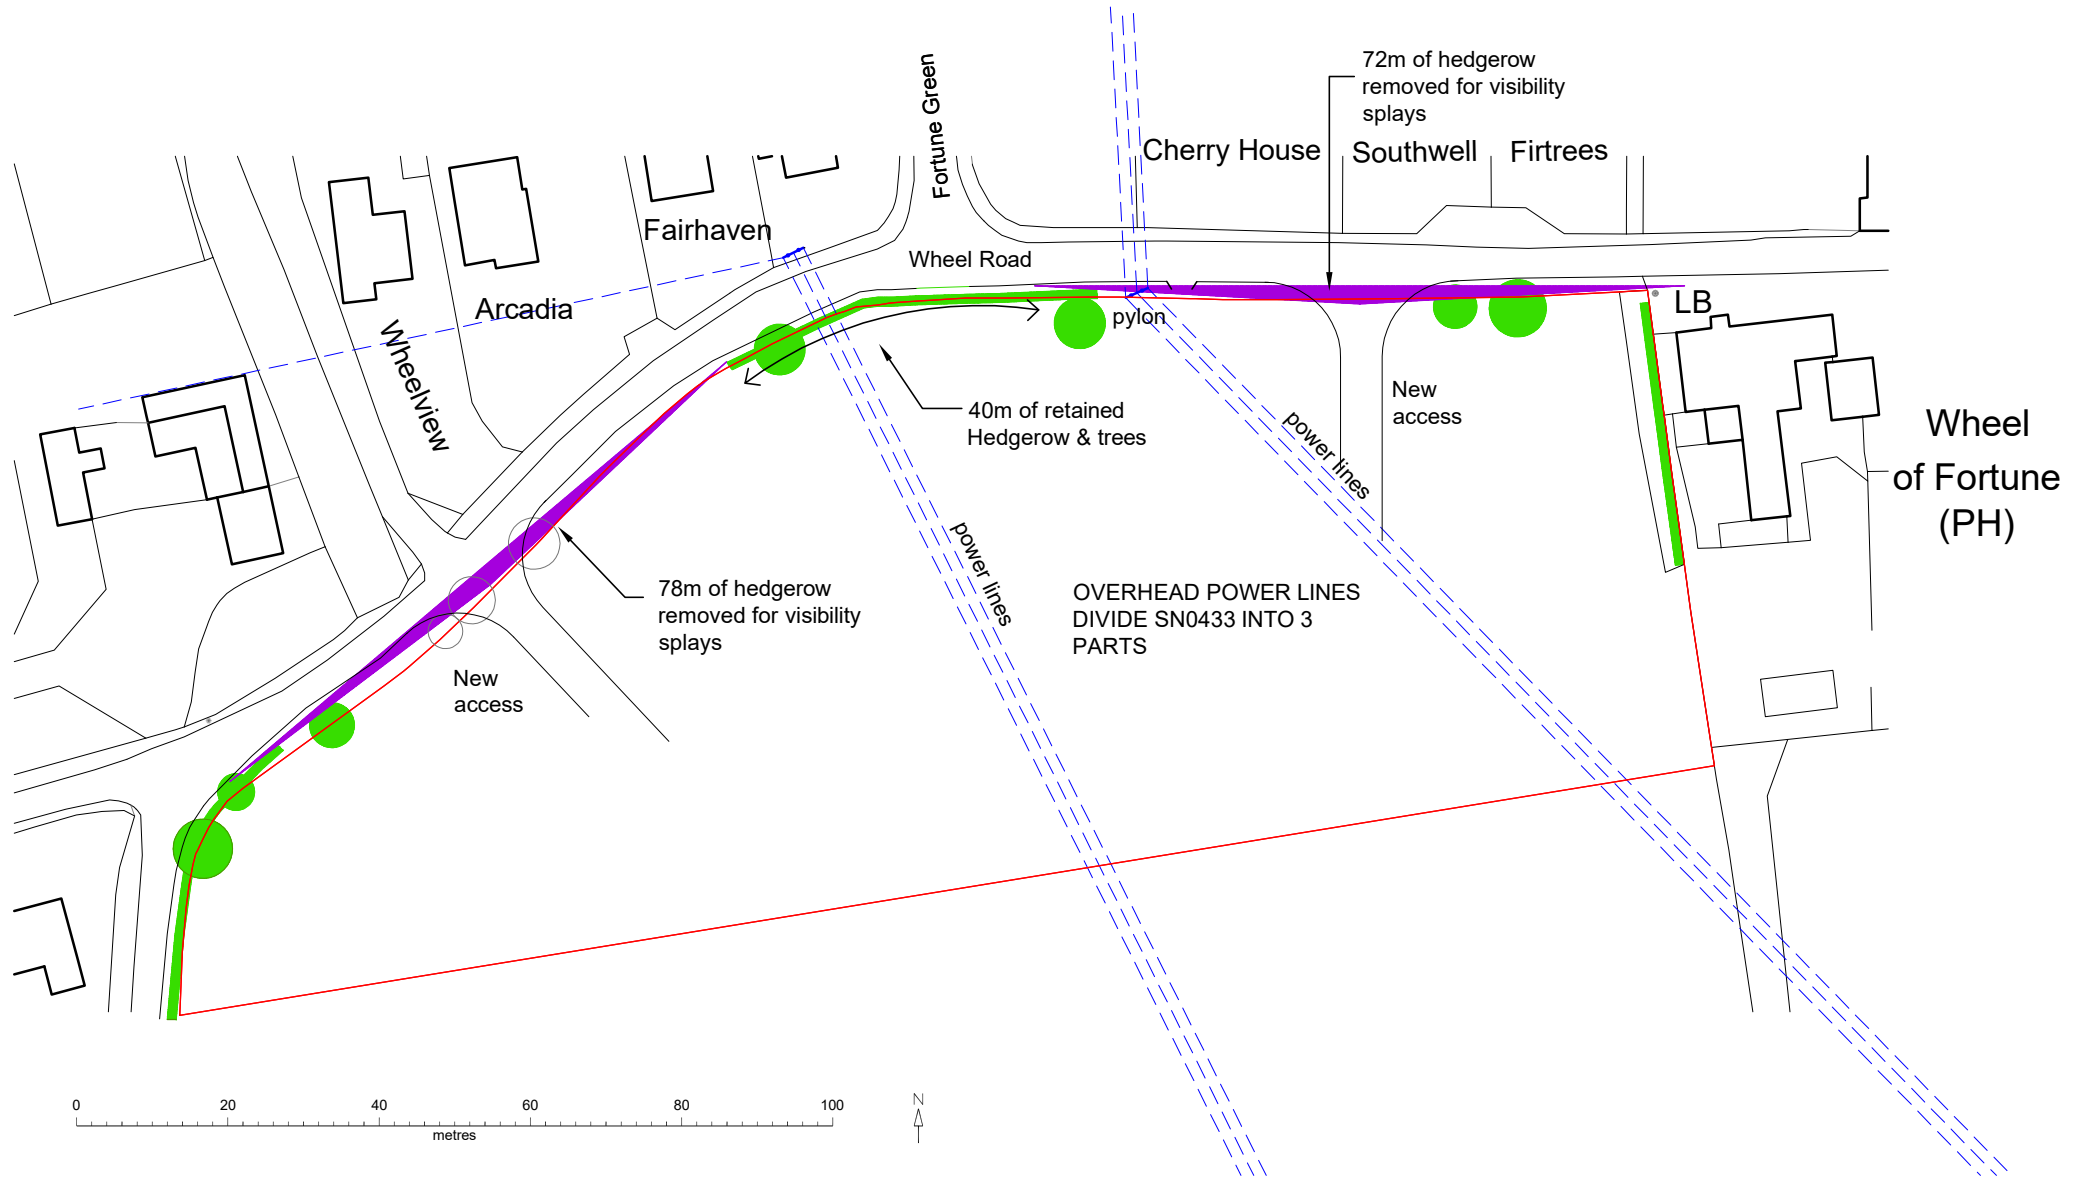 72m of hedgerow
removed for visibility
splays
Fortune Green
Cherry House
Southwell
Firtrees
Fairhaven
Wheel Road
Arcadia
Wheelview
pylon
LB
New
access
40m of retained
Hedgerow & trees
power lines
power lines
Wheel
of Fortune
(PH)
78m of hedgerow
removed for visibility
splays
OVERHEAD POWER LINES
DIVIDE SN0433 INTO 3
PARTS
New
access
0 20 40 60 80 100
metres
N